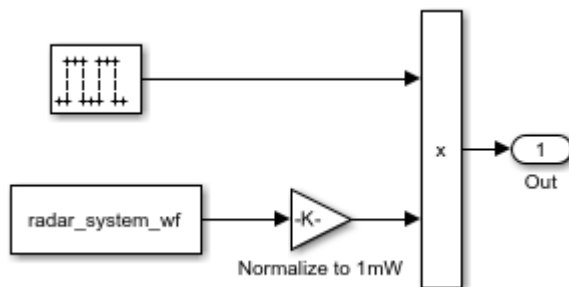 x
1
Out
radar_system_wf
-K-
Normalize to 1mW